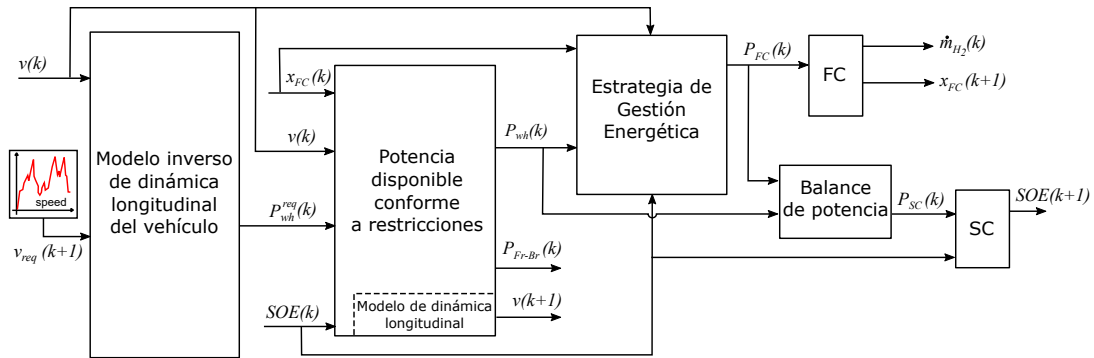 v(k)
Modelo inverso
de dinámica
longitudinal
del vehículo
speed
v_req (k+1)
x_FC(k)
v(k)
P_wh^req(k)
SOE(k)
Potencia
disponible
conforme
a restricciones
Modelo de dinámica
longitudinal
P_wh(k)
P_Fr-Br(k)
v(k+1)
Estrategia de
Gestión
Energética
P_FC(k)
FC
ṁ_H2(k)
x_FC(k+1)
Balance
de potencia
P_SC(k)
SC
SOE(k+1)